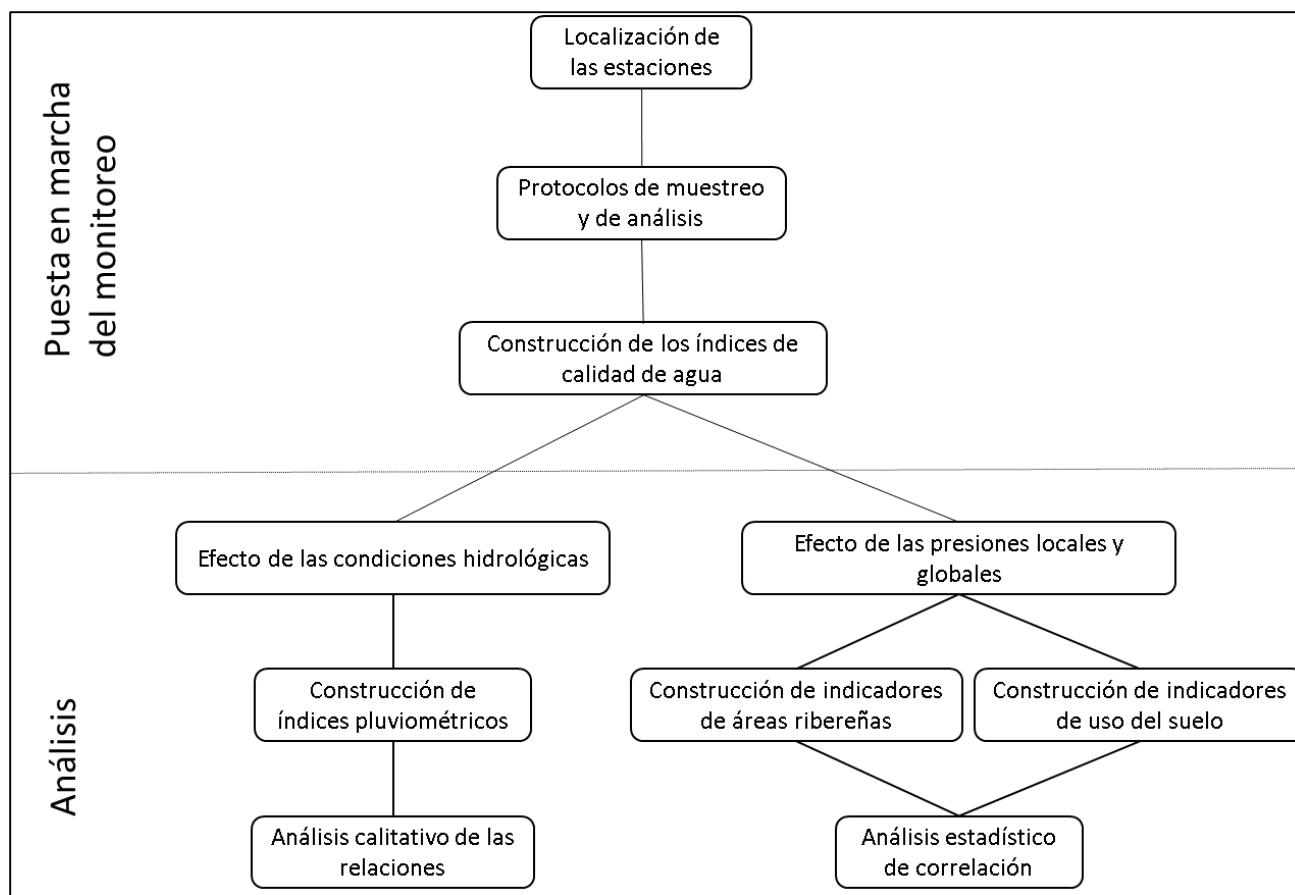 Puesta en marcha
del monitoreo
Localización de
las estaciones
Protocolos de muestreo
y de análisis
Construcción de los índices de
calidad de agua
Análisis
Efecto de las condiciones hidrológicas
Efecto de las presiones locales y
globales
Construcción de
índices pluviométricos
Construcción de indicadores
de áreas ribereñas
Construcción de indicadores
de uso del suelo
Análisis calitativo de las
relaciones
Análisis estadístico
de correlación